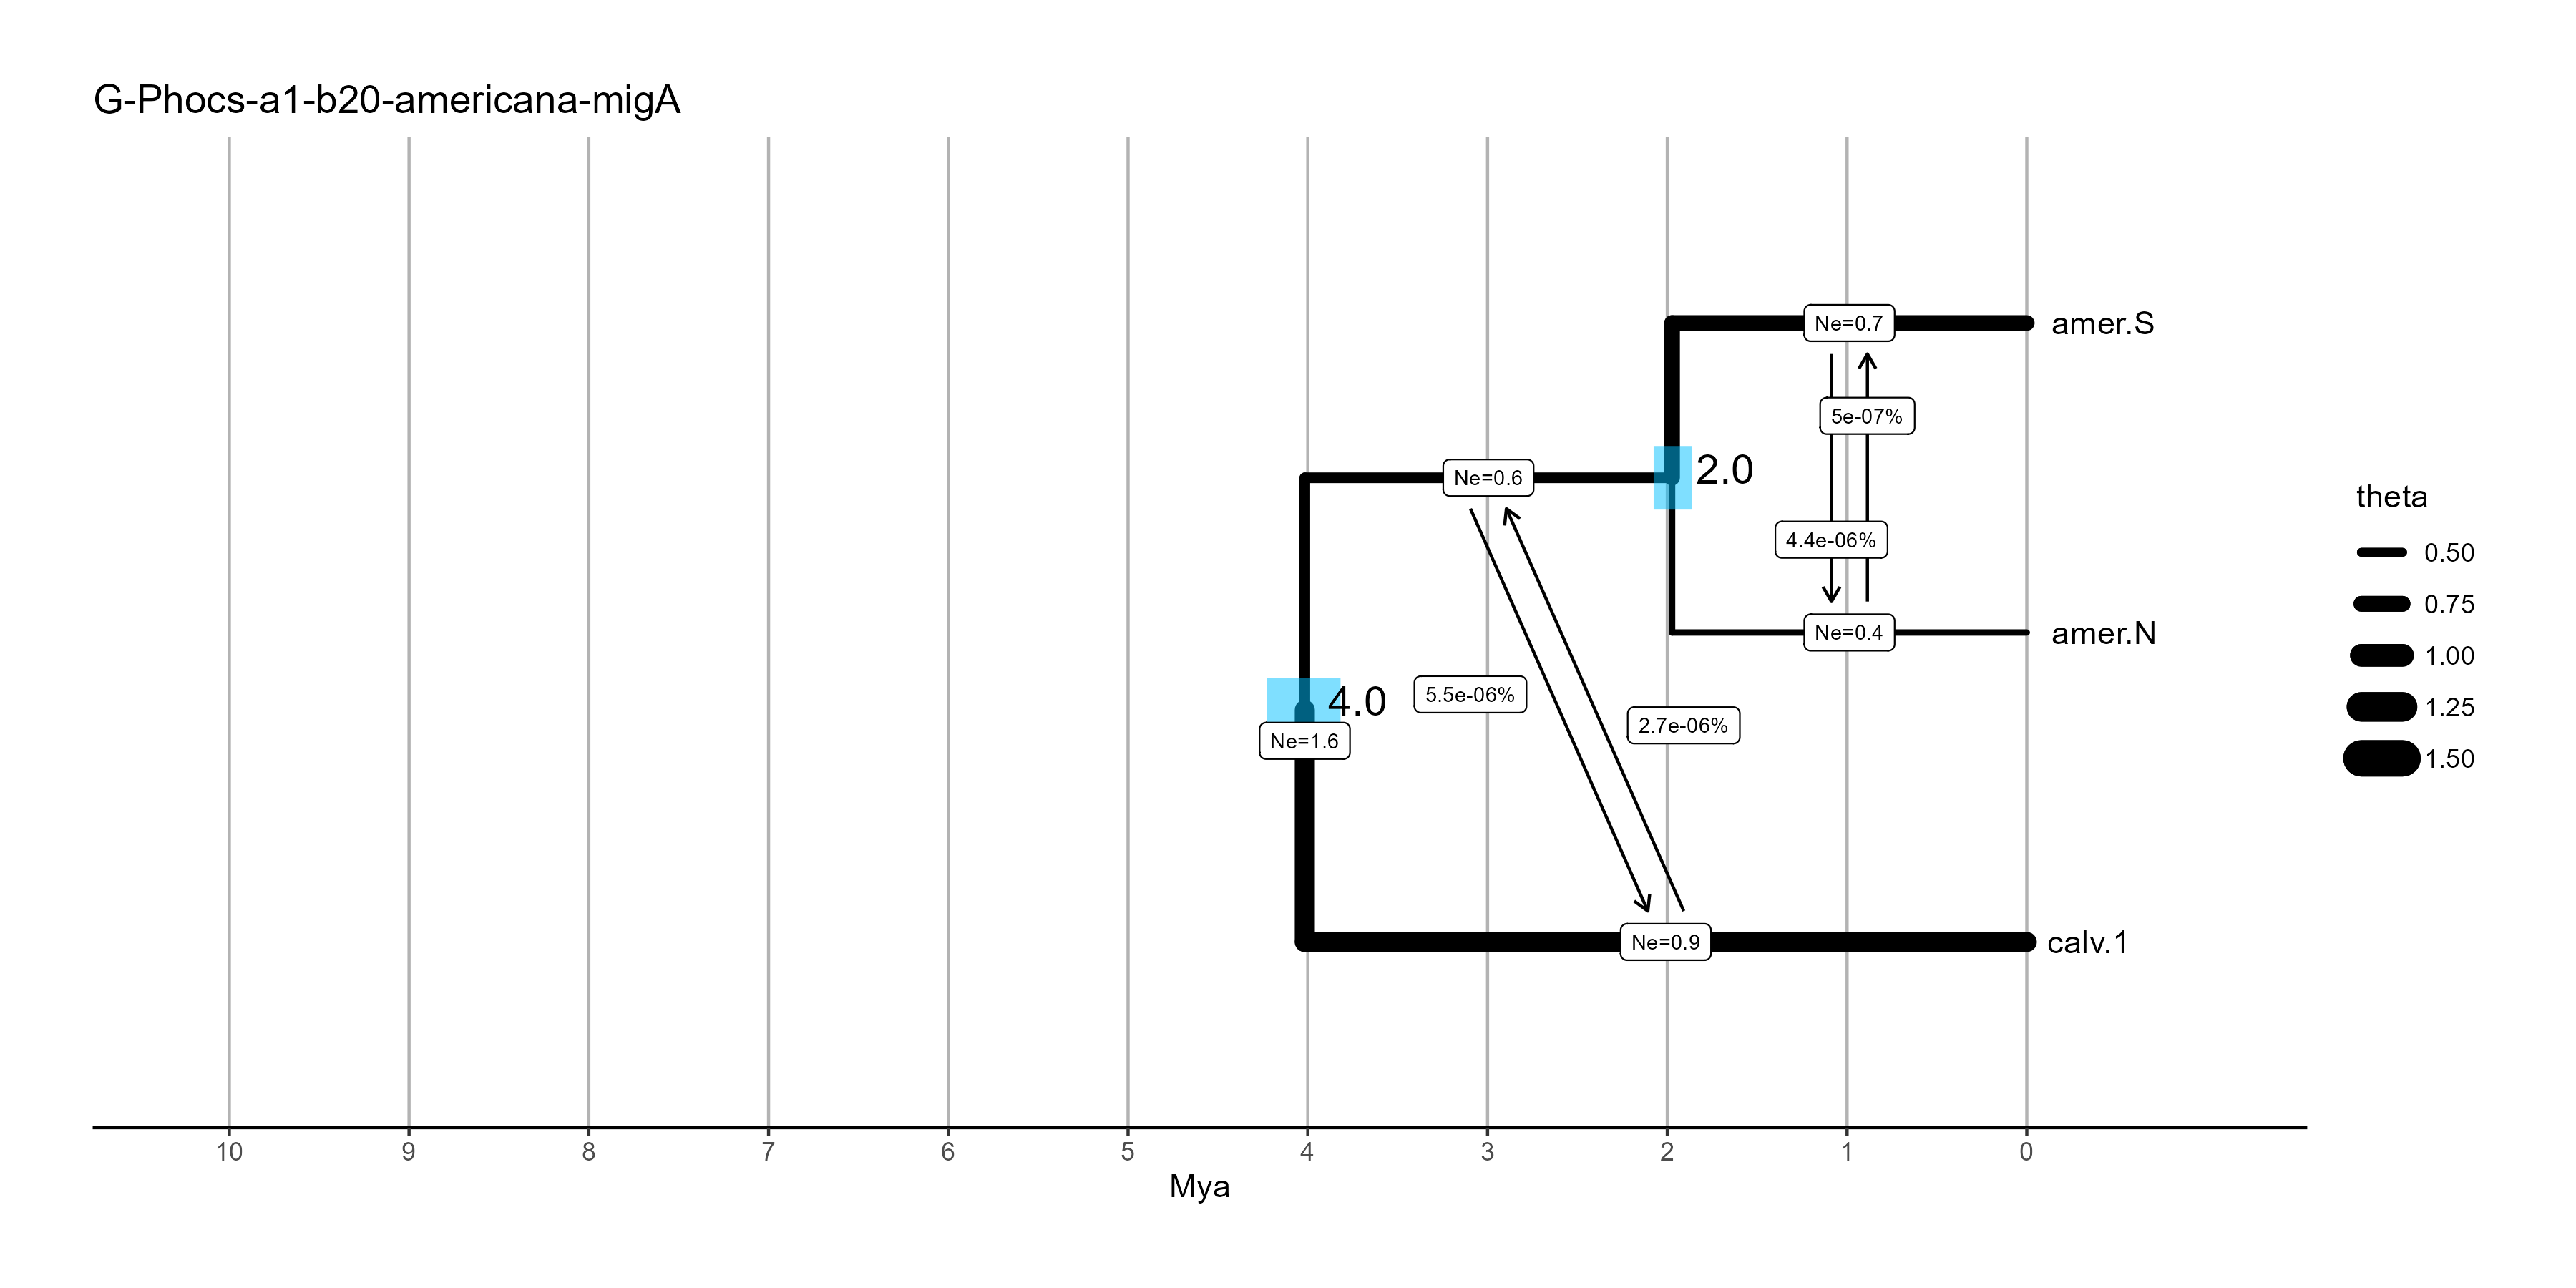 G-Phocs-a1-b20-americana-migA
Ne=0.7
amer.S
5e-07%
2.0
Ne=0.6
4.4e-06%
Ne=0.4
amer.N
4.0
5.5e-06%
2.7e-06%
Ne=1.6
Ne=0.9
calv.1
theta
0.50
0.75
1.00
1.25
1.50
10 9 8 7 6 5 4 3 2 1 0
Mya